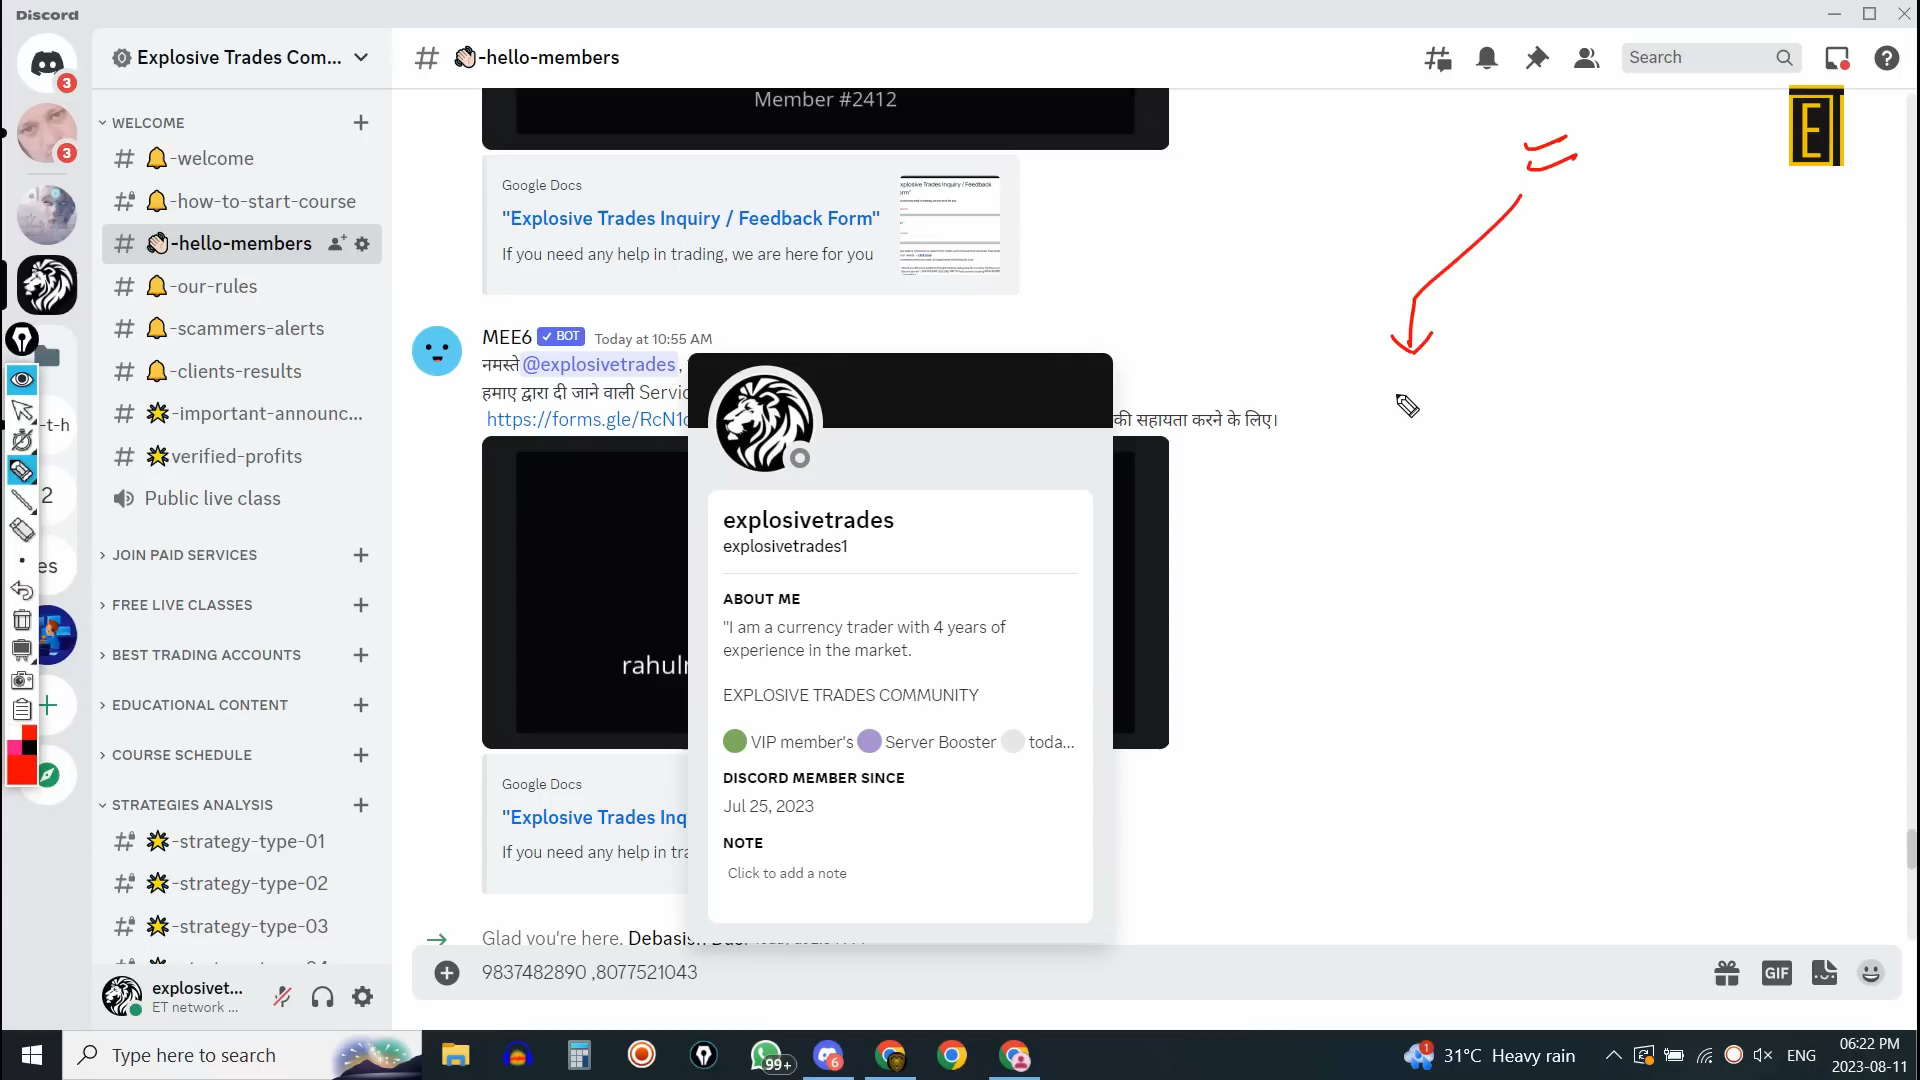 Discord
3
3
Explosive Trades Com...
-hello-members
Search
E
WELCOME
-welcome
-how-to-start-course
-hello-members
-our-rules
-scammers-alerts
-clients-results
-important-announc...
verified-profits
Public live class
JOIN PAID SERVICES
FREE LIVE CLASSES
BEST TRADING ACCOUNTS
EDUCATIONAL CONTENT
COURSE SCHEDULE
STRATEGIES ANALYSIS
-strategy-type-01
-strategy-type-02
-strategy-type-03
-t-h
2
es
explosivet...
ET network ...
Member #2412
Google Docs
"Explosive Trades Inquiry / Feedback Form"
If you need any help in trading, we are here for you
MEE6 BOT Today at 10:55 AM
नमस्ते @explosivetrades,
हमाए द्वारा दी जाने वाली Servic
https://forms.gle/RcN1 की सहायता करने के लिए।
rahul
Google Docs
"Explosive Trades Inq
If you need any help in tra
explosivetrades
explosivetrades1
ABOUT ME
"I am a currency trader with 4 years of
experience in the market.
EXPLOSIVE TRADES COMMUNITY
VIP member's Server Booster toda...
DISCORD MEMBER SINCE
Jul 25, 2023
NOTE
Click to add a note
Glad you're here, Debasis
9837482890 ,8077521043
GIF
Type here to search
99+
6
1
31°C Heavy rain
ENG
06:22 PM
2023-08-11